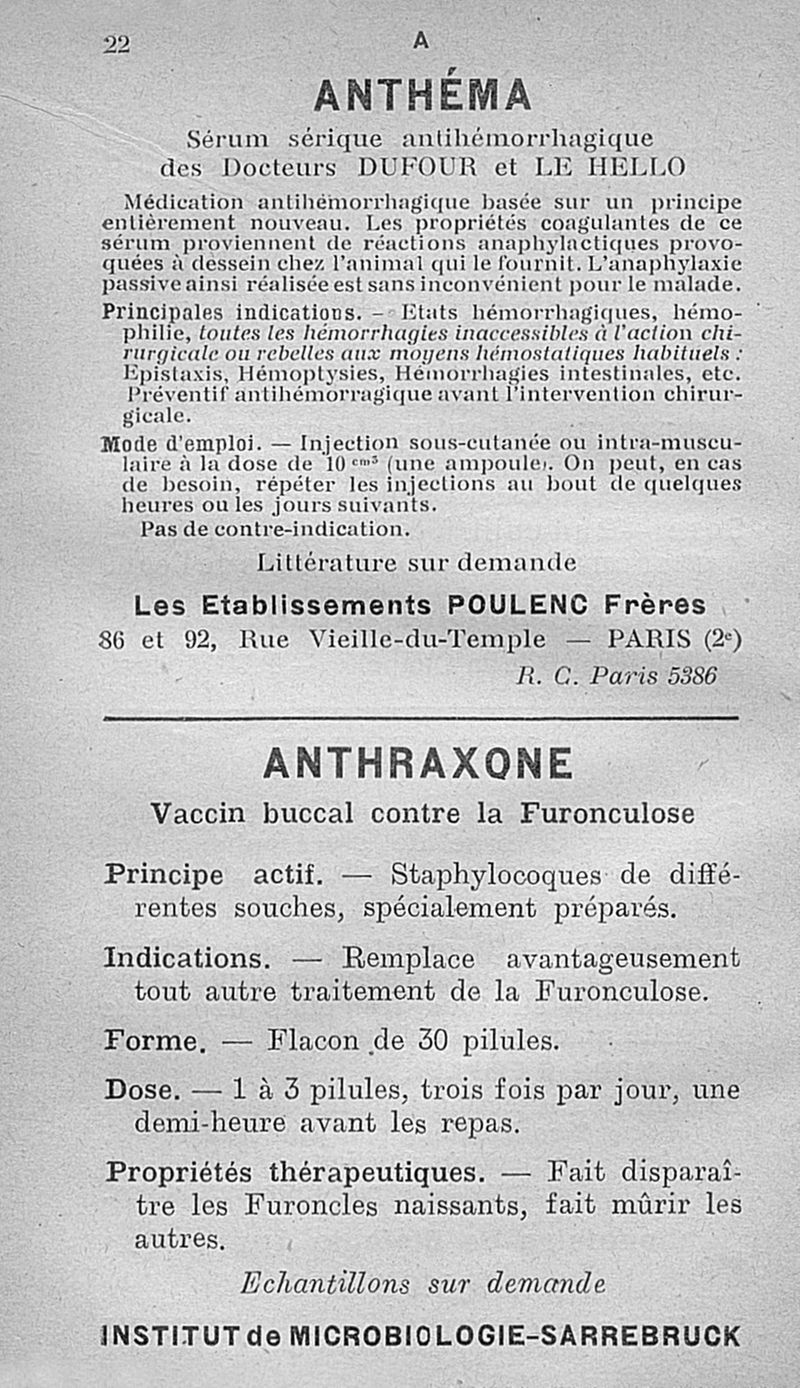 22
A
ANTHÉMA
Sérum sérique antihémorrhagique
des Docteurs DUFOUR et LE HELLO
Médication antihémorrhagique basée sur un principe
entièrement nouveau. Les propriétés coagulantes de ce
sérum proviennent de réactions anaphylactiques provo-
quées à dessein chez l'animal qui le fournit. L'anaphylaxie
passive ainsi réalisée est sans inconvénient pour le malade.
Principales indications. - Etats hémorrhagiques, hémo-
philie, toutes les hémorrhagies inaccessibles à l'action chi-
rurgicale ou rebelles aux moyens hémostatiques habituels :
Epistaxis, Hémoptysies, Hémorrhagies intestinales, etc.
Préventif antihémorragique avant l'intervention chirur-
gicale.
Mode d'emploi. — Injection sous-cutanée ou intra-muscu-
laire à la dose de 10 cm³ (une ampoule). On peut, en cas
de besoin, répéter les injections au bout de quelques
heures ou les jours suivants.
Pas de contre-indication.
Littérature sur demande
Les Etablissements POULENC Frères
86 et 92, Rue Vieille-du-Temple — PARIS (2e)
R. C. Paris 5386
ANTHRAXONE
Vaccin buccal contre la Furonculose
Principe actif. — Staphylocoques de diffé-
rentes souches, spécialement préparés.
Indications. — Remplace avantageusement
tout autre traitement de la Furonculose.
Forme. — Flacon de 30 pilules.
Dose. — 1 à 3 pilules, trois fois par jour, une
demi-heure avant les repas.
Propriétés thérapeutiques. — Fait disparaî-
tre les Furoncles naissants, fait mûrir les
autres.
Echantillons sur demande
INSTITUT de MICROBIOLOGIE-SARREBRUCK